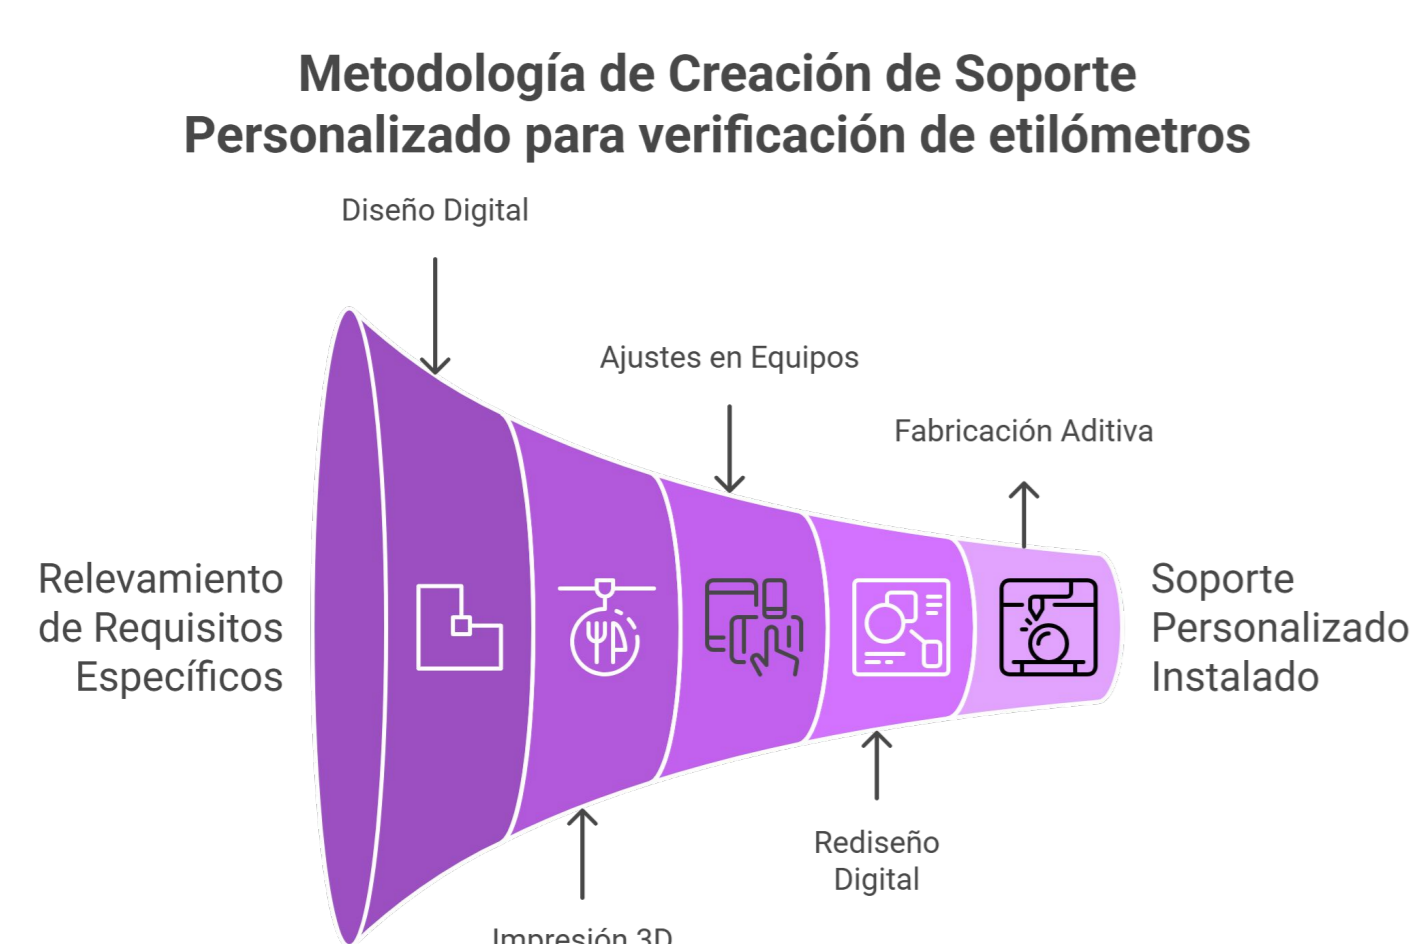 Metodología de Creación de Soporte
Personalizado para verificación de etilómetros
Diseño Digital
Ajustes en Equipos
Fabricación Aditiva
Relevamiento
de Requisitos
Específicos
Soporte
Personalizado
Instalado
Rediseño
Digital
Impresión 3D